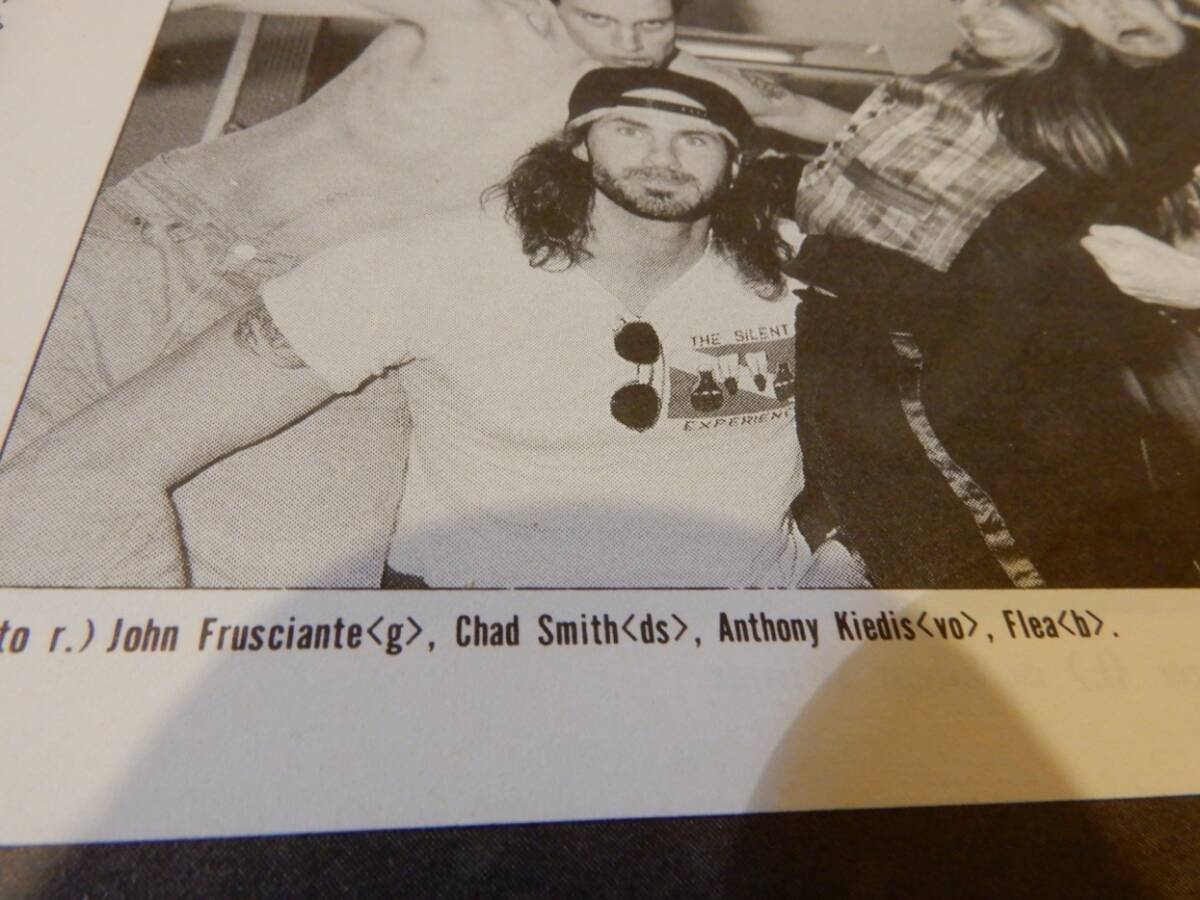 THE SILENT
EXPERIENC
to r.) John Frusciante<g>, Chad Smith<ds>, Anthony Kiedis<vo>, Flea<b>.